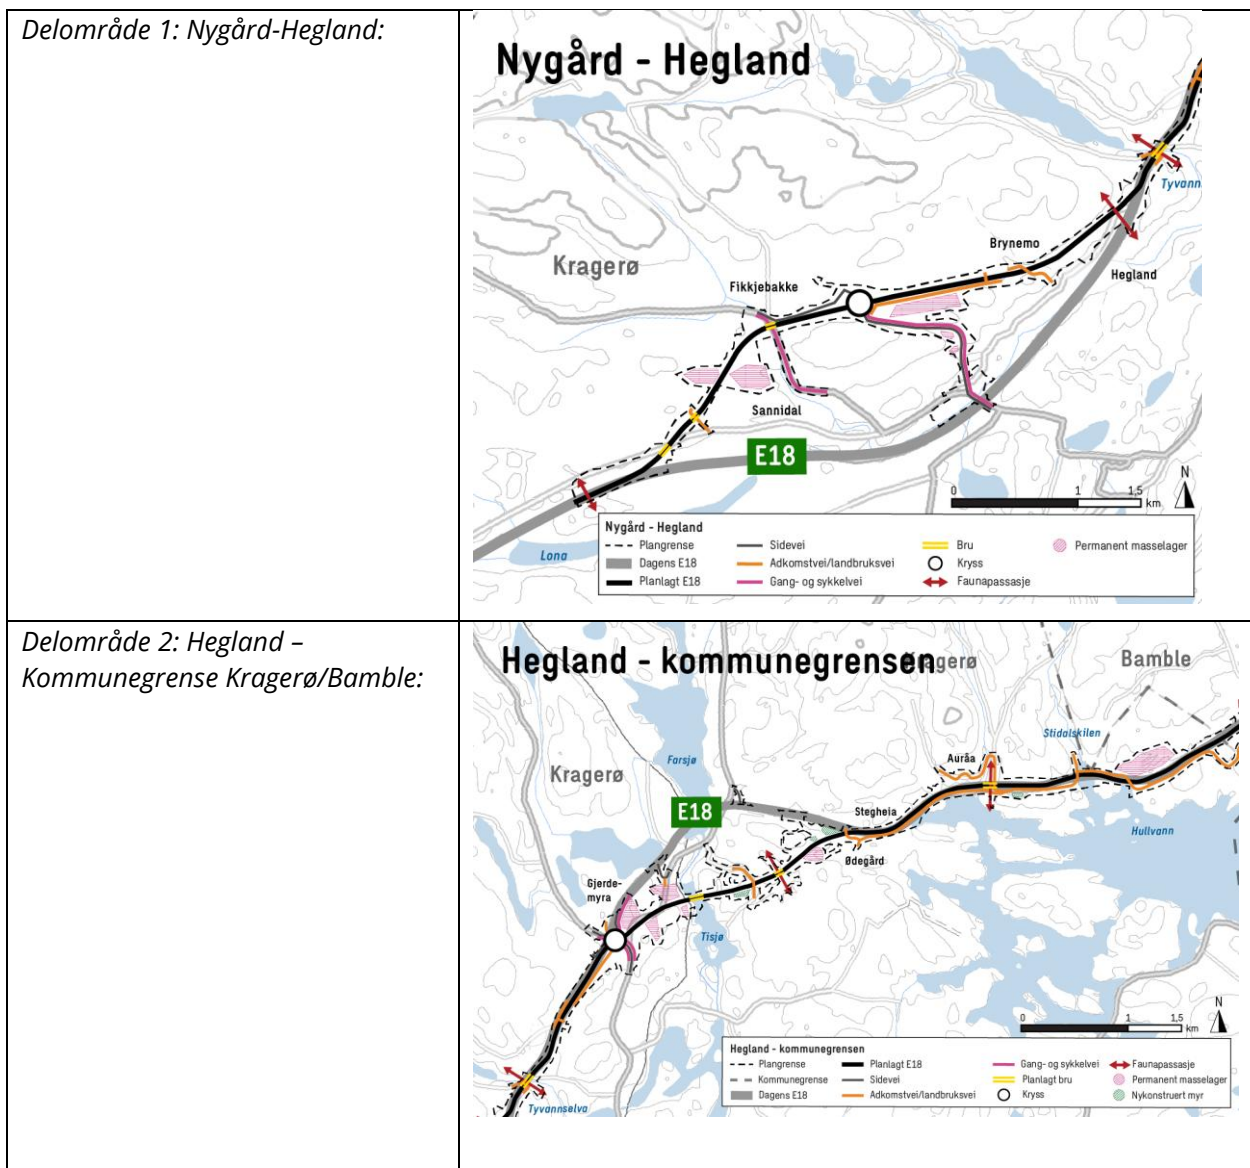 Delområde 1: Nygård-Hegland:
Nygård - Hegland
Tyvann
Brynemo
Kragerø
Hegland
Fikkjebakke
Sannidal
E18
N
0 1 1,5
km
Lona
Nygård - Hegland
Plangrense
Sidevei
Bru
Permanent masselager
Dagens E18
Adkomstvei/landbruksvei
Kryss
Planlagt E18
Gang- og sykkelvei
Faunapassasje
Delområde 2: Hegland –
Kommunegrense Kragerø/Bamble:
Hegland - kommunegrensen
Kragerø
Bamble
Stidalskilen
Farsjø
Auråa
Kragerø
E18
Stegheia
Hullvann
Ødegård
Gjerde-
myra
Tisjø
N
0 1 1,5
km
Tyvannselva
Hegland - kommunegrensen
Plangrense
Planlagt E18
Gang- og sykkelvei
Faunapassasje
Kommunegrense
Sidevei
Planlagt bru
Permanent masselager
Dagens E18
Adkomstvei/landbruksvei
Kryss
Nykonstruert myr